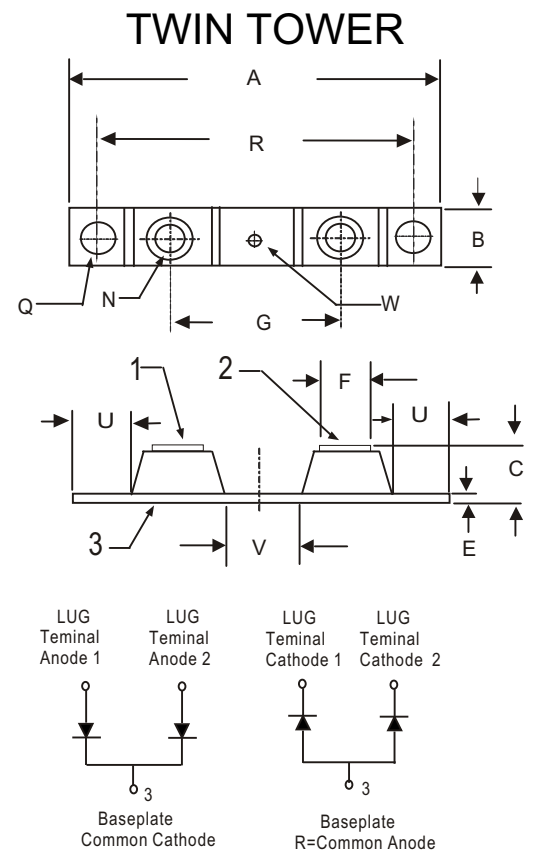 TWIN TOWER
A
R
B
Q
N
G
W
1
2
F
U
U
C
3
V
E
LUG
Teminal
Anode 1
LUG
Teminal
Anode 2
LUG
Teminal
Cathode 1
LUG
Teminal
Cathode 2
3
Baseplate
Common Cathode
3
Baseplate
R=Common Anode